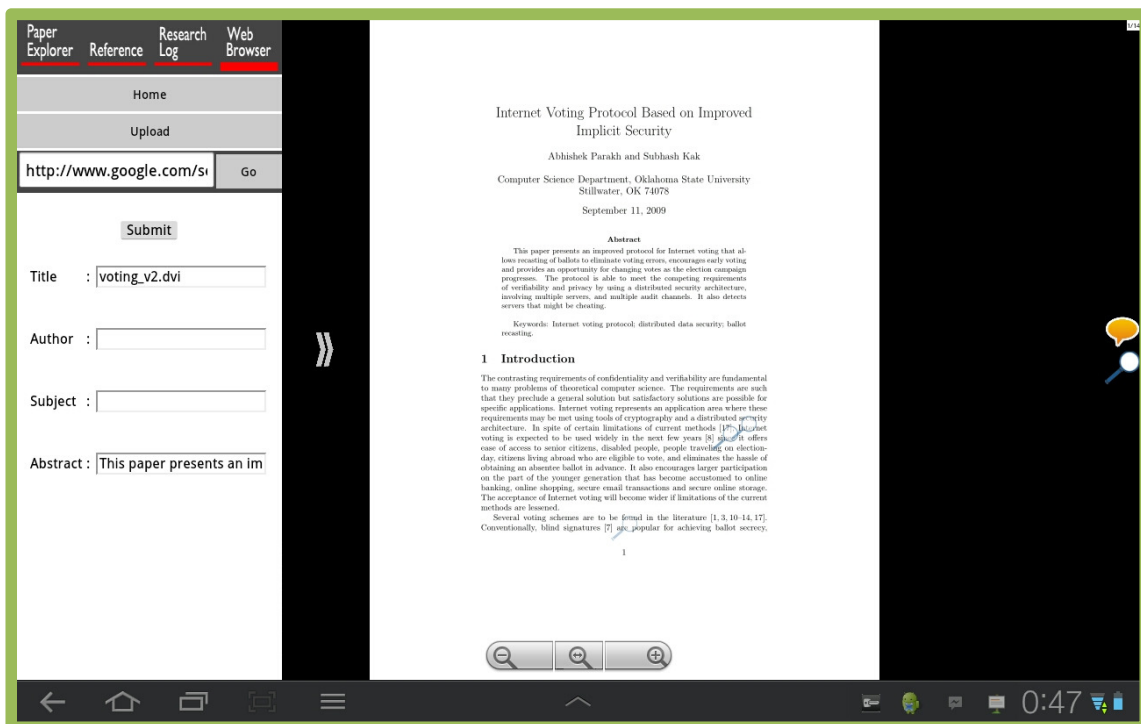 Paper Explorer
Reference
Research Log
Web Browser
Home
Upload
http://www.google.com/s
Go
Submit
Title : voting_v2.dvi
Author :
Subject :
Abstract : This paper presents an im
1/14
Internet Voting Protocol Based on Improved
Implicit Security
Abhishek Parakh and Subhash Kak
Computer Science Department, Oklahoma State University
Stillwater, OK 74078
September 11, 2009
Abstract
This paper presents an improved protocol for Internet voting that al-
lows recasting of ballots to eliminate voting errors, encourages early voting
and provides an opportunity for changing votes as the election campaign
progresses. The protocol is able to meet the competing requirements
of verifiability and privacy by using a distributed security architecture,
involving multiple servers, and multiple audit channels. It also detects
servers that might be cheating.
Keywords: Internet voting protocol; distributed data security; ballot
recasting.
1 Introduction
The contrasting requirements of confidentiality and verifiability are fundamental
to many problems of theoretical computer science. The requirements are such
that they preclude a general solution but satisfactory solutions are possible for
specific applications. Internet voting represents an application area where these
requirements may be met using tools of cryptography and a distributed security
architecture. In spite of certain limitations of current methods [17], Internet
voting is expected to be used widely in the next few years [8] since it offers
ease of access to senior citizens, disabled people, people traveling on election-
day, citizens living abroad who are eligible to vote, and eliminates the hassle of
obtaining an absentee ballot in advance. It also encourages larger participation
on the part of the younger generation that has become accustomed to online
banking, online shopping, secure email transactions and secure online storage.
The acceptance of Internet voting will become wider if limitations of the current
methods are lessened.
Several voting schemes are to be found in the literature [1, 3, 10–14, 17].
Conventionally, blind signatures [7] are popular for achieving ballot secrecy,
1
0:47